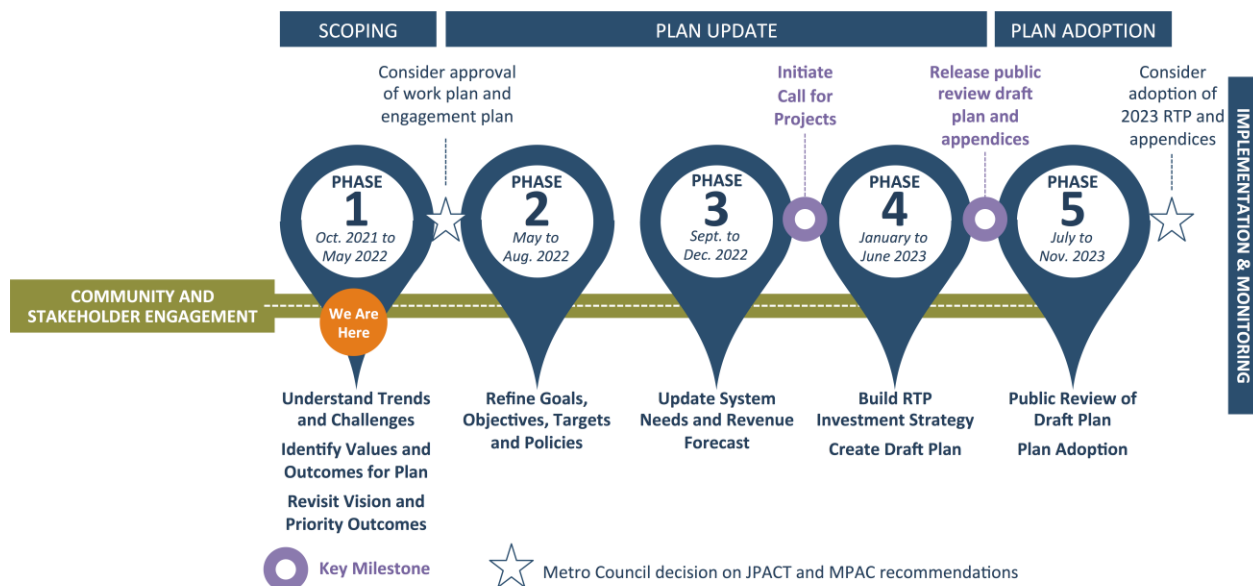 SCOPING
PLAN UPDATE
PLAN ADOPTION
Consider approval
of work plan and
engagement plan
Initiate
Call for
Projects
Release public
review draft
plan and
appendices
Consider
adoption of
2023 RTP and
appendices
IMPLEMENTATION & MONITORING
PHASE
1
Oct. 2021 to
May 2022
PHASE
2
May to
Aug. 2022
PHASE
3
Sept. to
Dec. 2022
PHASE
4
January to
June 2023
PHASE
5
July to
Nov. 2023
COMMUNITY AND
STAKEHOLDER ENGAGEMENT
We Are
Here
Understand Trends
and Challenges
Identify Values and
Outcomes for Plan
Revisit Vision and
Priority Outcomes
Refine Goals,
Objectives, Targets
and Policies
Update System
Needs and Revenue
Forecast
Build RTP
Investment Strategy
Create Draft Plan
Public Review of
Draft Plan
Plan Adoption
Key Milestone
Metro Council decision on JPACT and MPAC recommendations